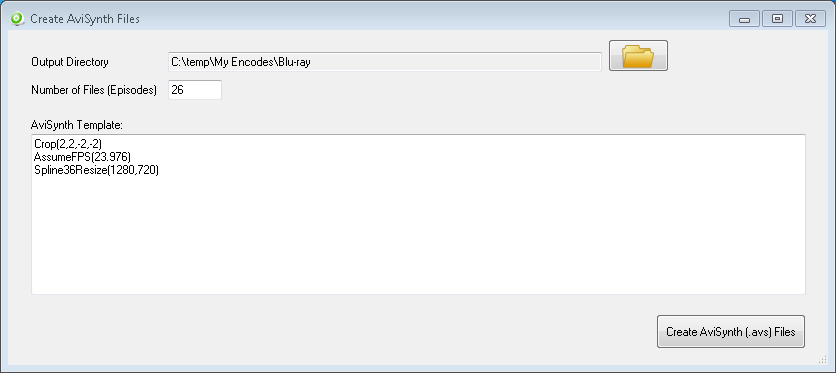 Create AviSynth Files
Output Directory C:\temp\My Encodes\Blu-ray
Number of Files (Episodes) 26
AviSynth Template:
Crop(2,2,-2,-2)
AssumeFPS(23.976)
Spline36Resize(1280,720)
Create AviSynth (.avs) Files